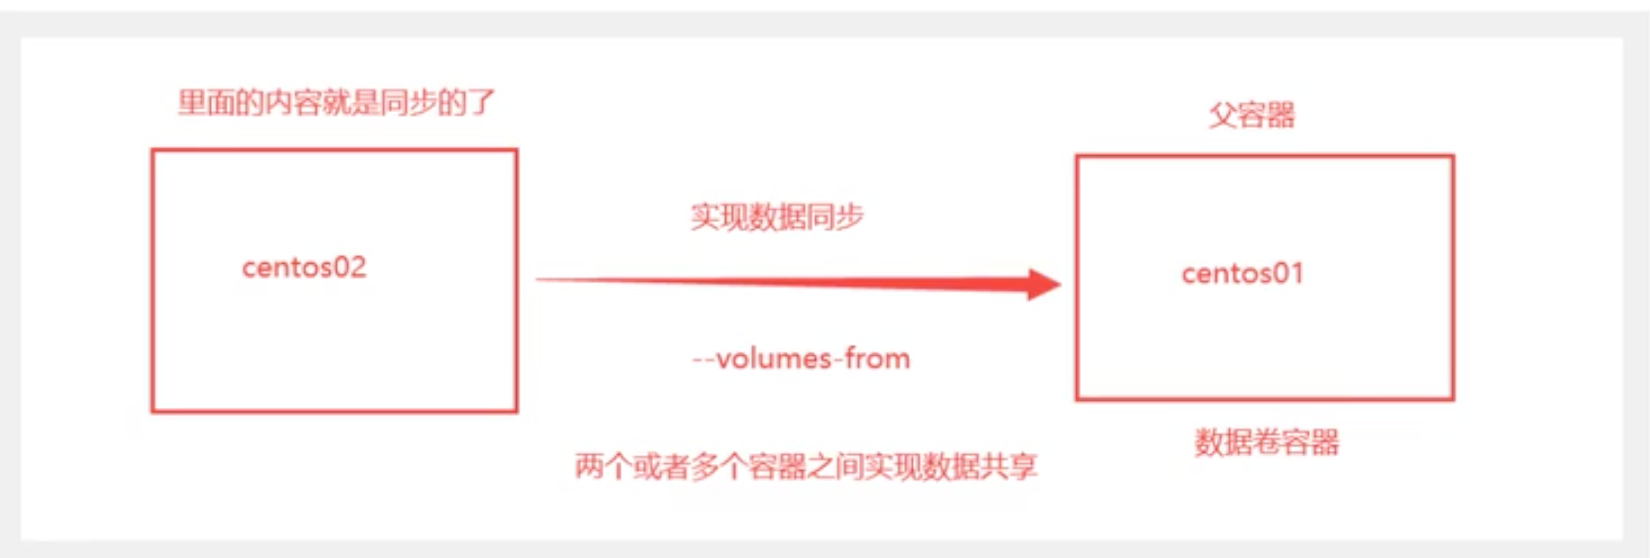 里面的内容就是同步的了
父容器
实现数据同步
centos02
centos01
--volumes-from
数据卷容器
两个或者多个容器之间实现数据共享